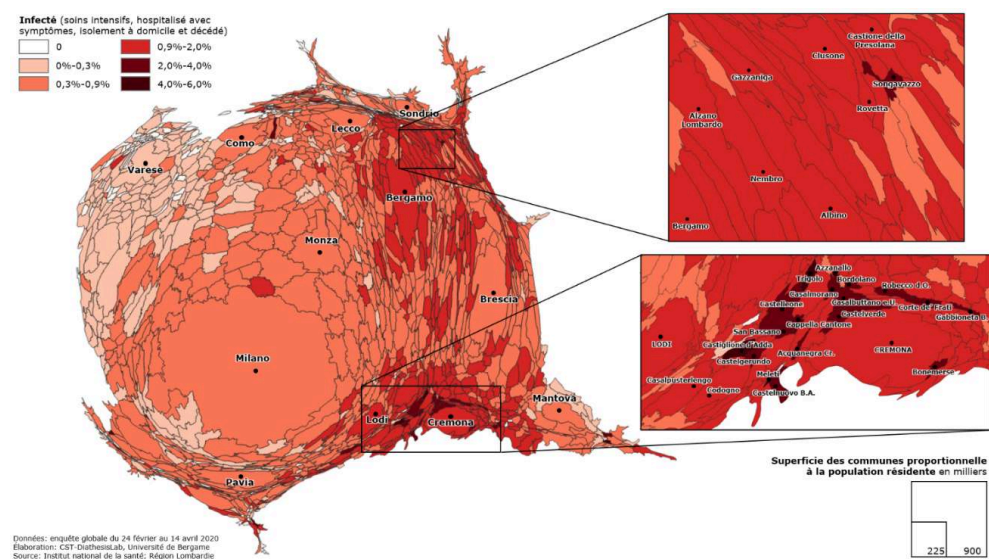 Infecté (soins intensifs, hospitalisé avec
symptômes, isolement à domicile et décédé)
0
0%-0,3%
0,3%-0,9%
0,9%-2,0%
2,0%-4,0%
4,0%-6,0%
Sondrio
Lecco
Como
Varese
Bergamo
Monza
Brescia
Milano
Mantova
Lodi
Cremona
Pavia
Castione della
Presolana
Clusone
Gazzaniga
Songavazzo
Rovetta
Alzano
Lombardo
Nembro
Albino
Bergamo
Azzanallo
Trigolo
Bordolano
Robecco d.O.
Casalmorano
Castelleone
Casalbuttano e.U.
Corte de' Frati
Castelverde
Gabbioneta B.
Cappella Cantone
San Bassano
LODI
Castiglione d'Adda
Acquanegra Cr.
CREMONA
Castelgerundo
Meleti
Bonemerse
Casalpusterlengo
Codogno
Castelnuovo B.A.
Superficie des communes proportionnelle
à la population résidente en milliers
225
900
Données: enquête globale du 24 février au 14 avril 2020
Élaboration: CST-DiathesisLab, Université de Bergame
Source: Institut national de la santé; Région Lombardie